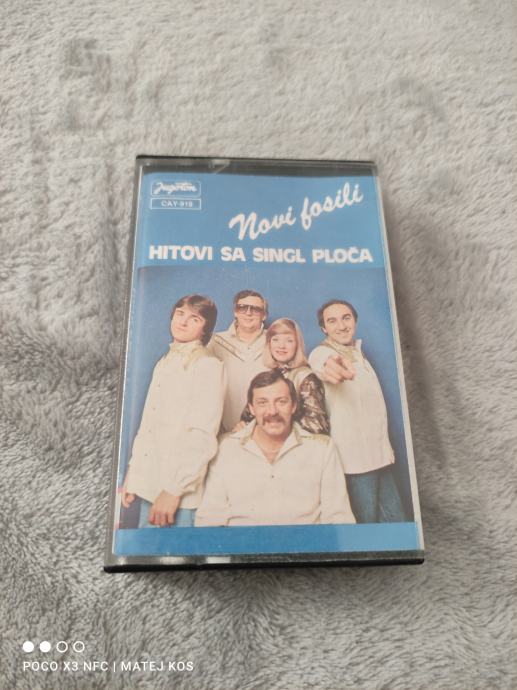 Jugoton
CAY-919
Novi fosili
HITOVI SA SINGL PLOČA
POCO X3 NFC | MATEJ KOS